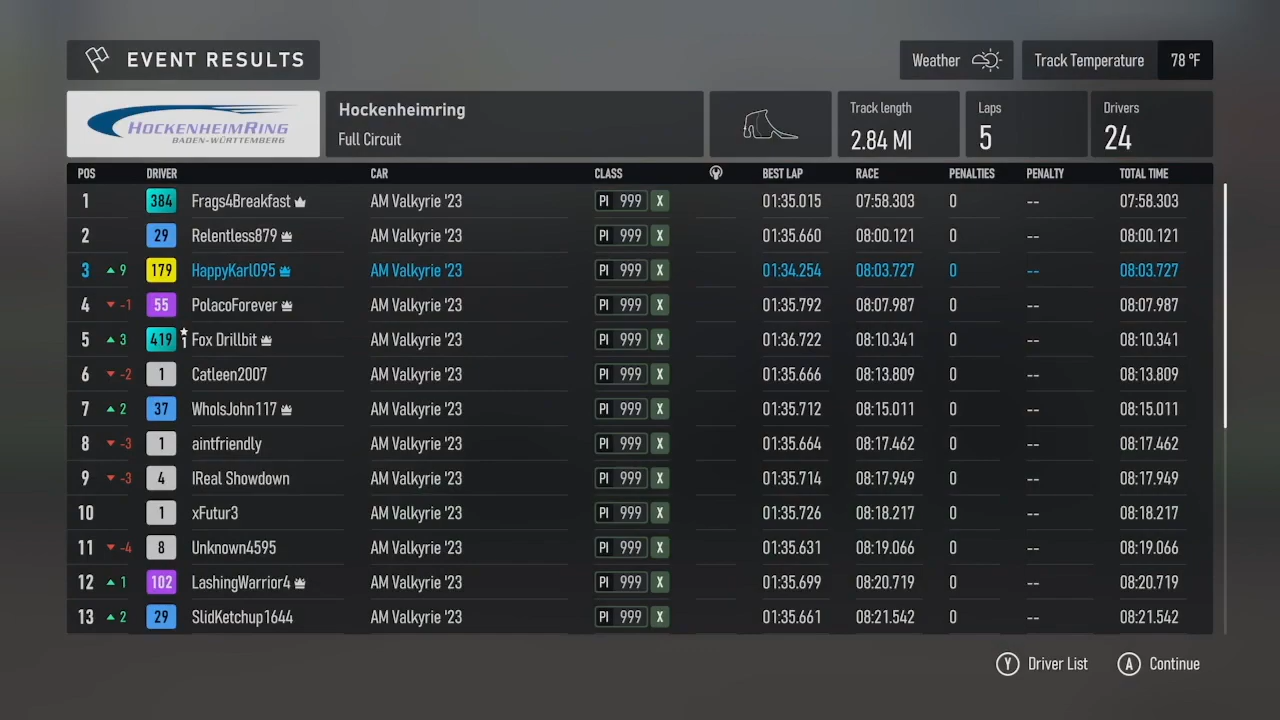 EVENT RESULTS
Weather
Track Temperature 78 °F
HOCKENHEIMRING
BADEN-WÜRTTEMBERG
Hockenheimring
Full Circuit
Track length
2.84 MI
Laps
5
Drivers
24
POS DRIVER CAR CLASS BEST LAP RACE PENALTIES PENALTY TOTAL TIME
1 384 Frags4Breakfast AM Valkyrie '23 PI 999 X 01:35.015 07:58.303 0 -- 07:58.303
2 29 Relentless879 AM Valkyrie '23 PI 999 X 01:35.660 08:00.121 0 -- 08:00.121
3 9 179 HappyKarl095 AM Valkyrie '23 PI 999 X 01:34.254 08:03.727 0 -- 08:03.727
4 -1 55 PolacoForever AM Valkyrie '23 PI 999 X 01:35.792 08:07.987 0 -- 08:07.987
5 3 419 1 Fox Drillbit AM Valkyrie '23 PI 999 X 01:36.722 08:10.341 0 -- 08:10.341
6 -2 1 Catleen2007 AM Valkyrie '23 PI 999 X 01:35.666 08:13.809 0 -- 08:13.809
7 2 37 WhoIsJohn117 AM Valkyrie '23 PI 999 X 01:35.712 08:15.011 0 -- 08:15.011
8 -3 1 aintfriendly AM Valkyrie '23 PI 999 X 01:35.664 08:17.462 0 -- 08:17.462
9 -3 4 IReal Showdown AM Valkyrie '23 PI 999 X 01:35.714 08:17.949 0 -- 08:17.949
10 1 xFutur3 AM Valkyrie '23 PI 999 X 01:35.726 08:18.217 0 -- 08:18.217
11 -4 8 Unknown4595 AM Valkyrie '23 PI 999 X 01:35.631 08:19.066 0 -- 08:19.066
12 1 102 LashingWarrior4 AM Valkyrie '23 PI 999 X 01:35.699 08:20.719 0 -- 08:20.719
13 2 29 SlidKetchup1644 AM Valkyrie '23 PI 999 X 01:35.661 08:21.542 0 -- 08:21.542
Y Driver List A Continue